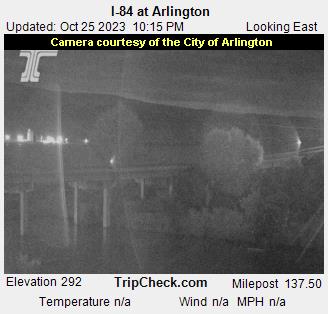 I-84 at Arlington
Updated: Oct 25 2023 10:15 PM Looking East
Camera courtesy of the City of Arlington
Elevation 292 TripCheck.com Milepost 137.50
Temperature n/a Wind n/a MPH n/a